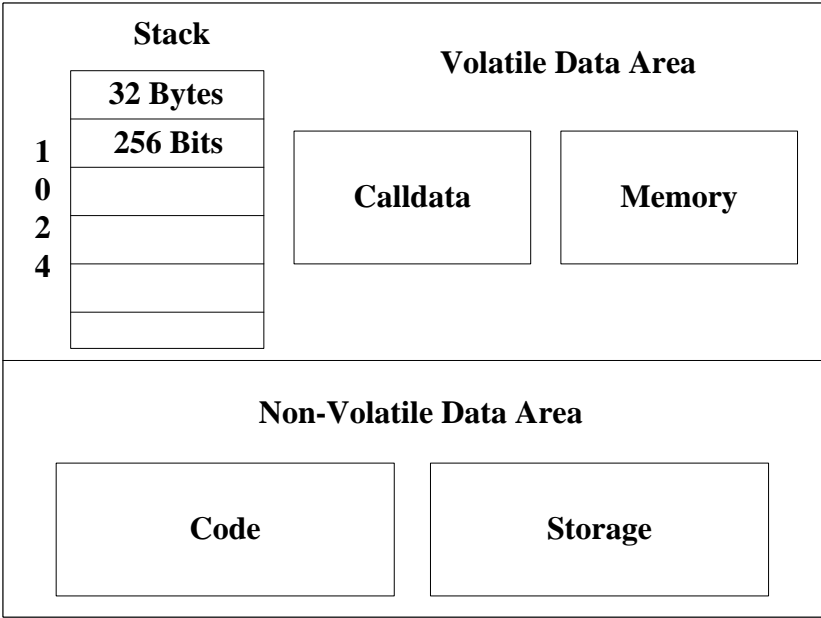 Stack
Volatile Data Area
32 Bytes
256 Bits
1
0
2
4
Calldata
Memory
Non-Volatile Data Area
Code
Storage